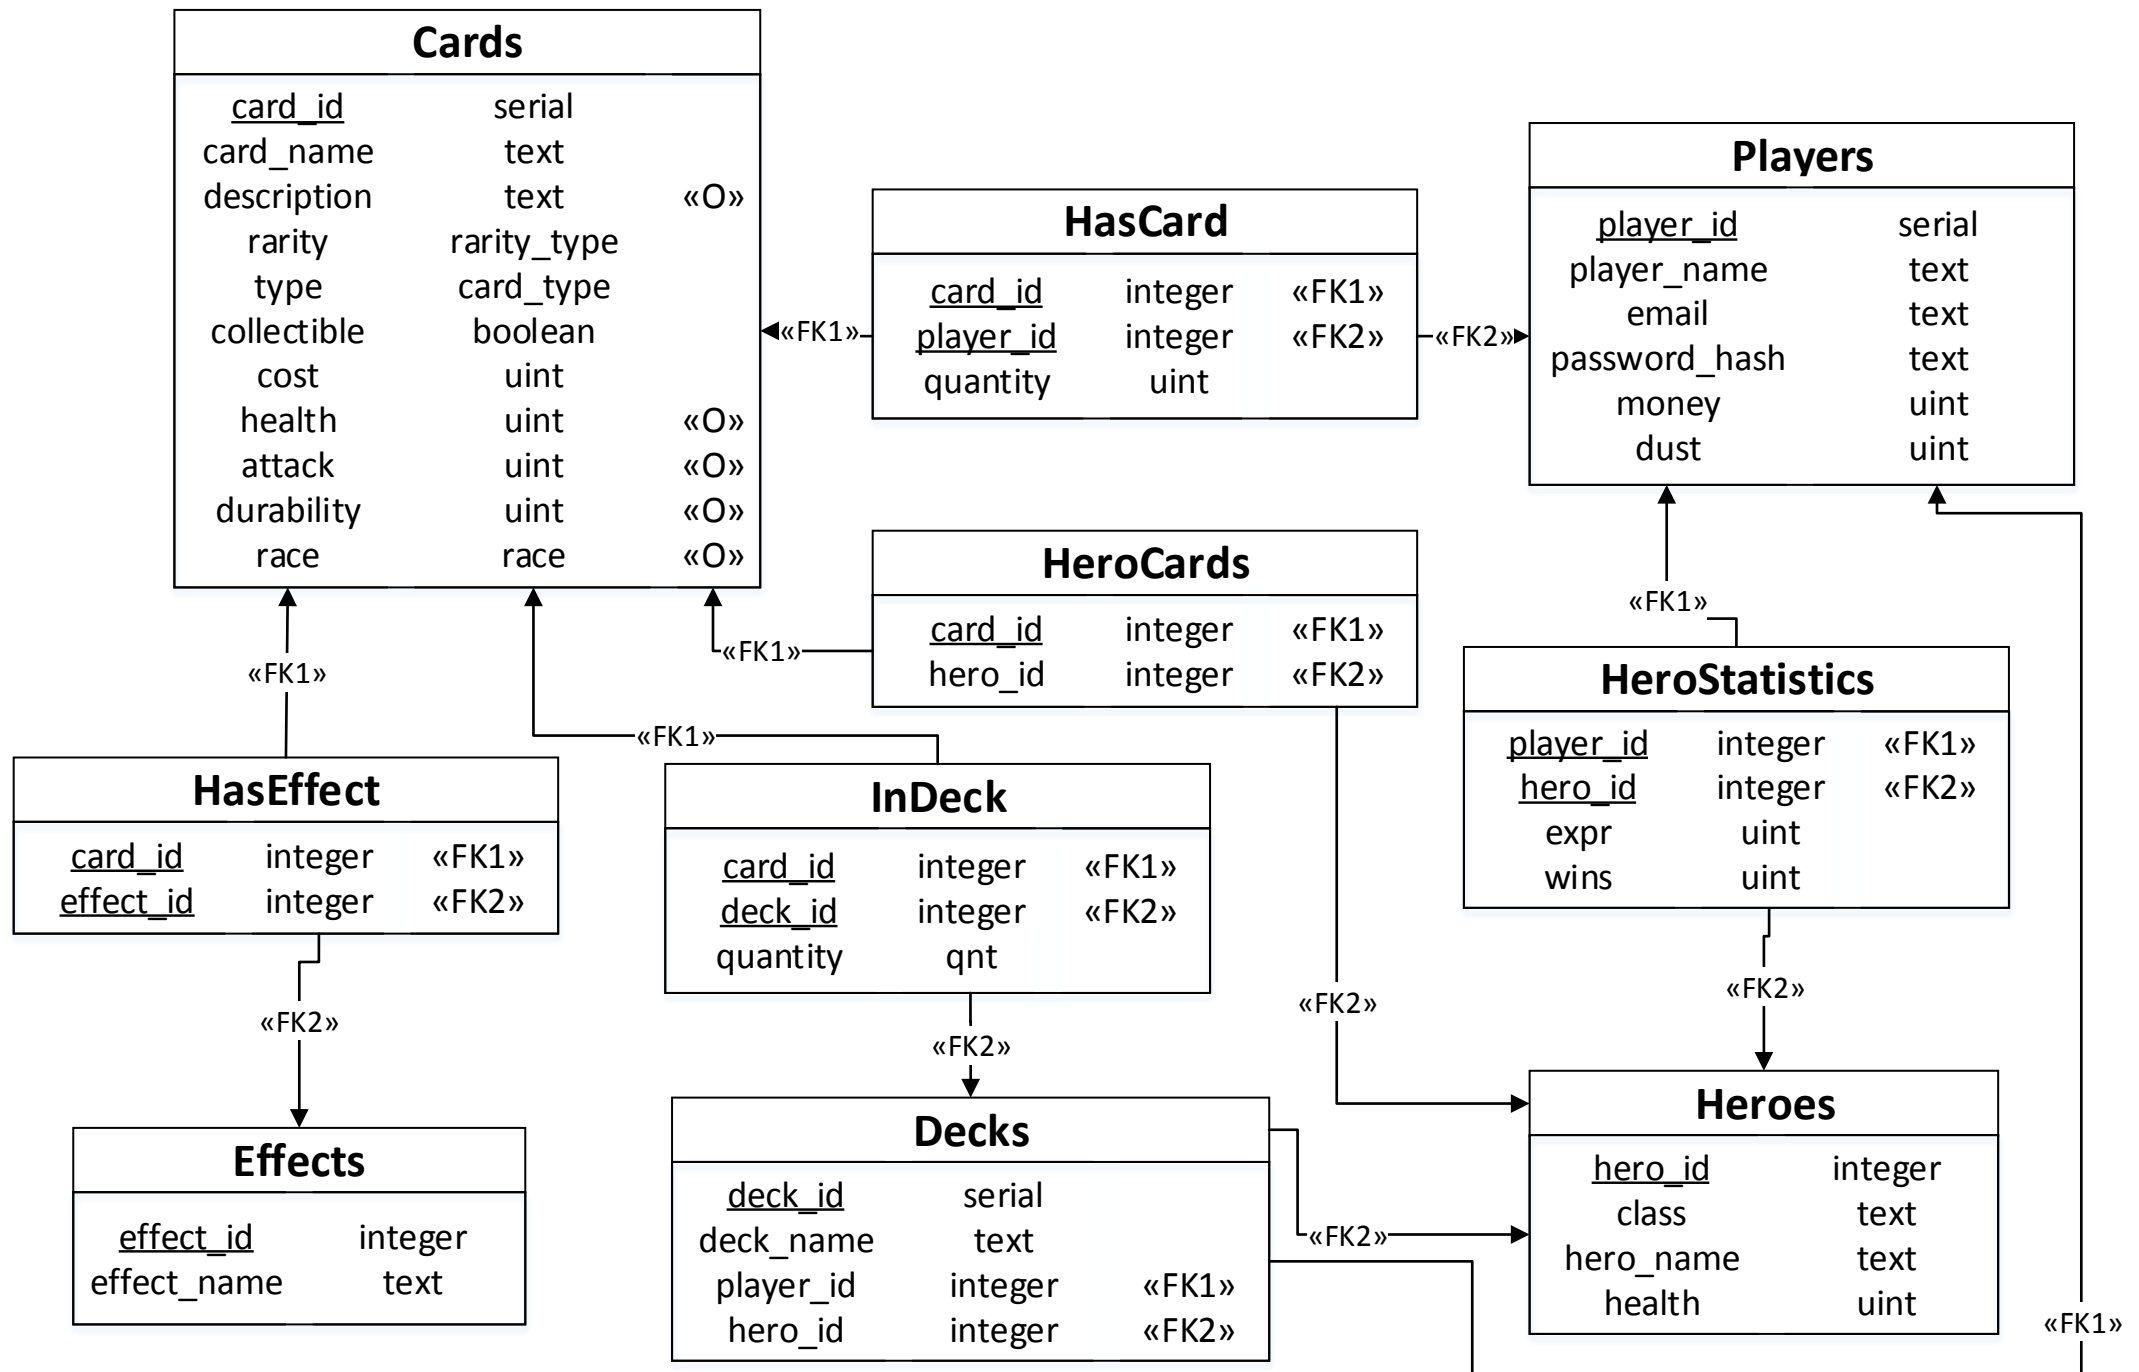 Cards
card_id serial
card_name text
description text «O»
rarity rarity_type
type card_type
collectible boolean
cost uint
health uint «O»
attack uint «O»
durability uint «O»
race race «O»
«FK1»
HasCard
card_id integer «FK1»
player_id integer «FK2»
quantity uint
«FK2»
Players
player_id serial
player_name text
email text
password_hash text
money uint
dust uint
HeroCards
card_id integer «FK1»
hero_id integer «FK2»
«FK1»
«FK1»
HeroStatistics
player_id integer «FK1»
hero_id integer «FK2»
expr uint
wins uint
«FK1»
«FK1»
HasEffect
card_id integer «FK1»
effect_id integer «FK2»
InDeck
card_id integer «FK1»
deck_id integer «FK2»
quantity qnt
«FK2»
«FK2»
«FK2»
«FK2»
Effects
effect_id integer
effect_name text
Decks
deck_id serial
deck_name text
player_id integer «FK1»
hero_id integer «FK2»
«FK2»
Heroes
hero_id integer
class text
hero_name text
health uint
«FK1»